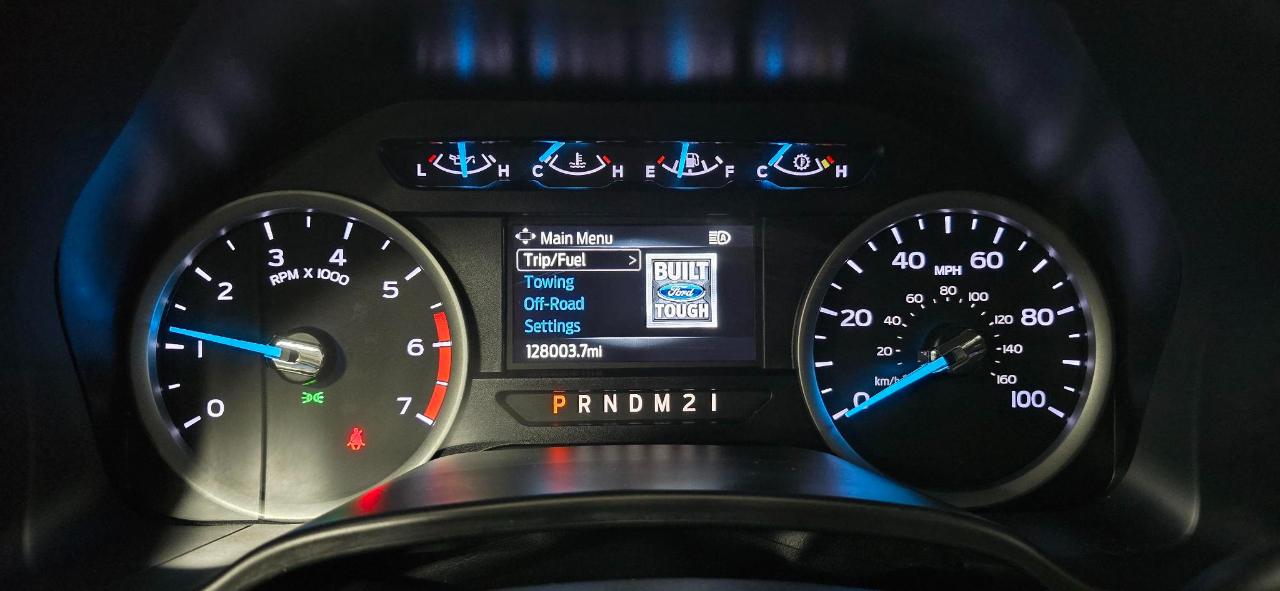 L H C H E F C H
Main Menu
Trip/Fuel >
Towing
Off-Road
Settings
128003.7mi
BUILT
Ford
TOUGH
P R N D M 2 1
0 1 2 3 4 5 6 7
RPM X 1000
0 20 40 60 80 100
MPH
20 40 60 80 100 120 140 160
km/h